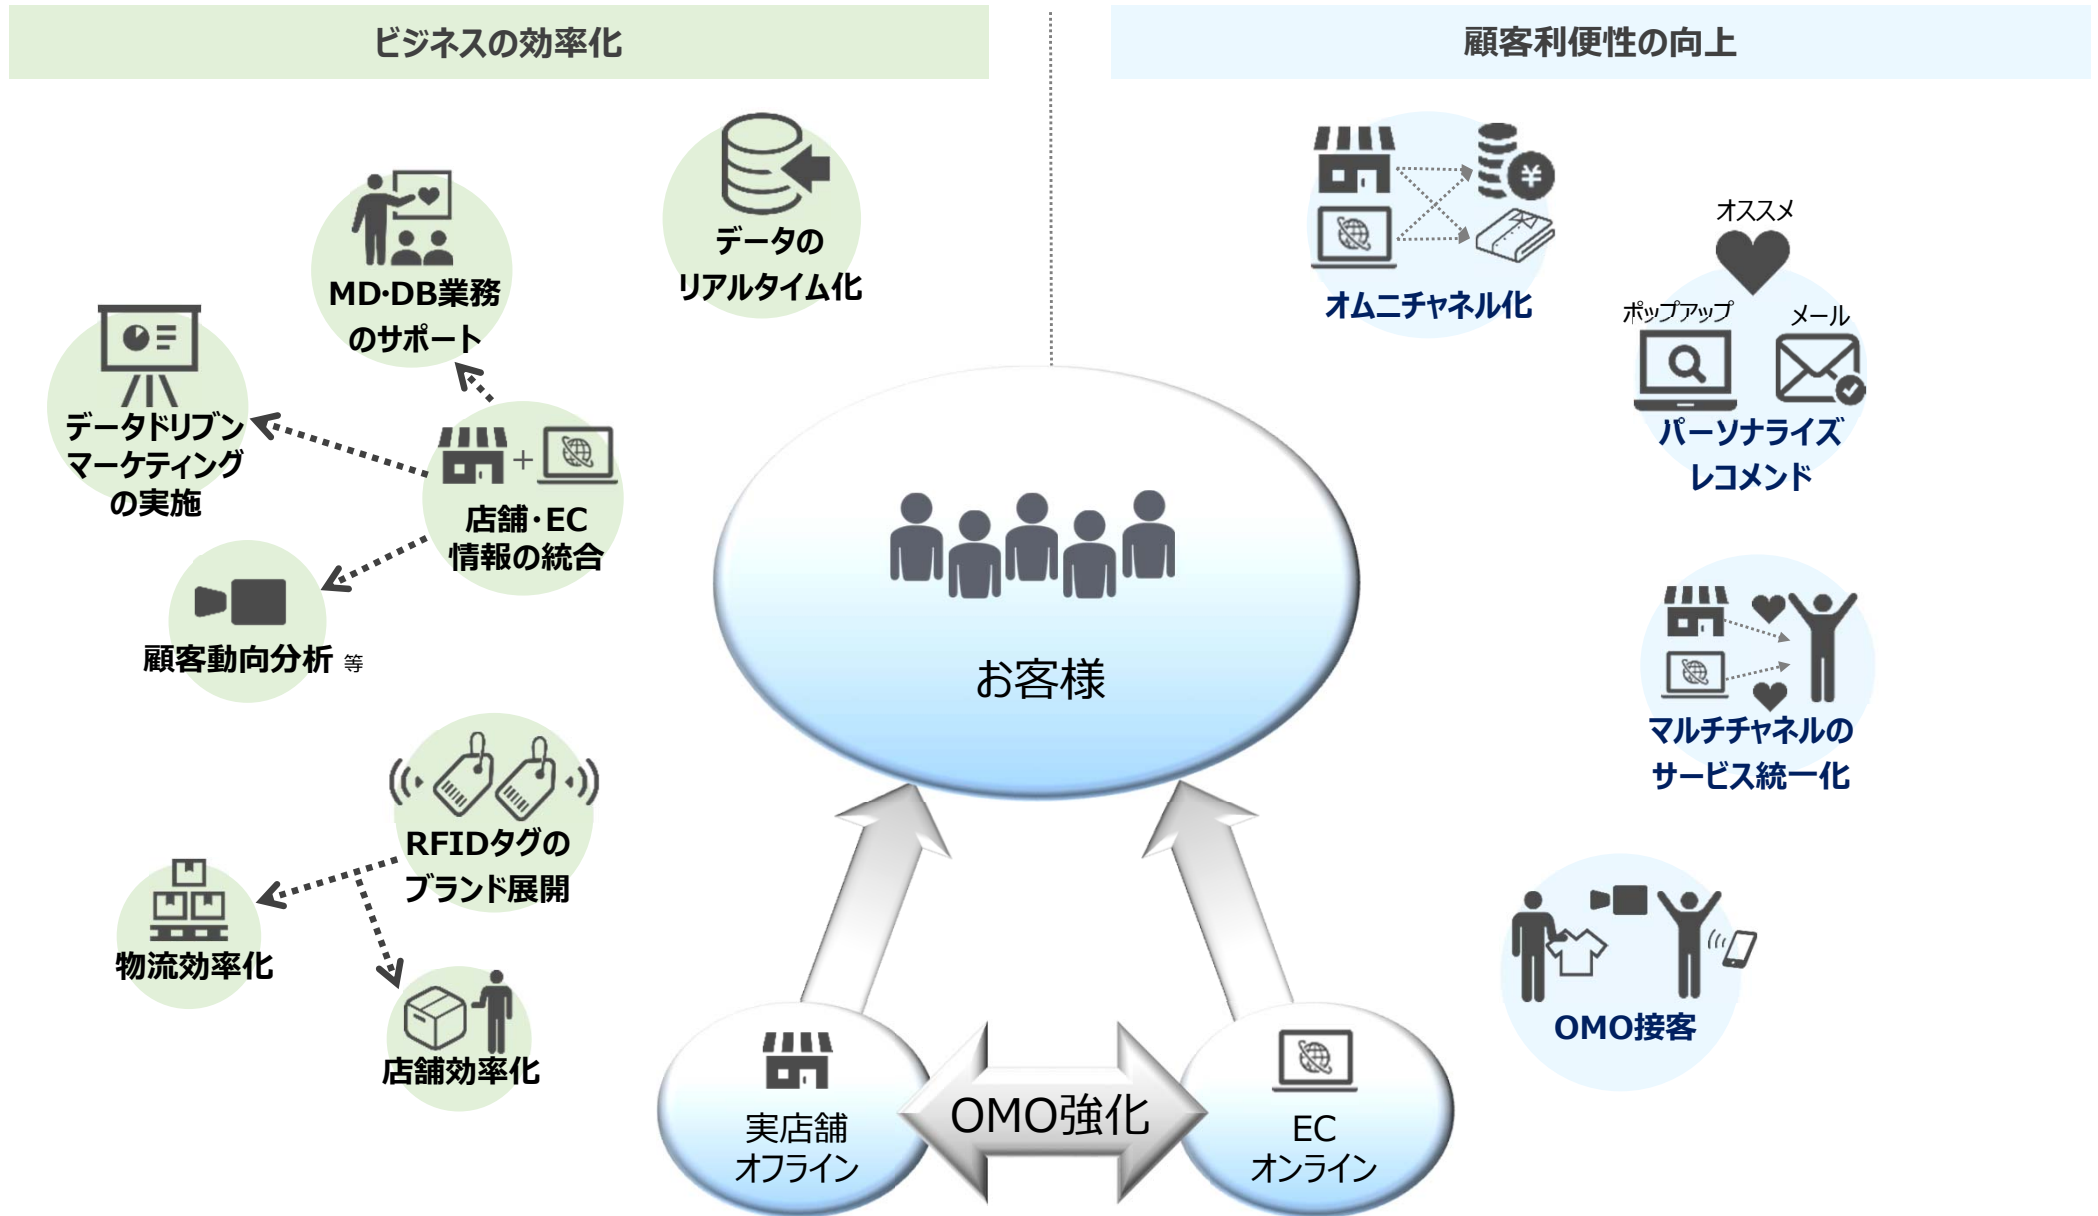 ビジネスの効率化
顧客利便性の向上
データの
リアルタイム化
MD・DB業務
のサポート
データドリブン
マーケティング
の実施
+
店舗・EC
情報の統合
顧客動向分析 等
RFIDタグの
ブランド展開
物流効率化
店舗効率化
お客様
実店舗
オフライン
OMO強化
EC
オンライン
¥
オムニチャネル化
オススメ
ポップアップ
メール
パーソナライズ
レコメンド
マルチチャネルの
サービス統一化
OMO接客